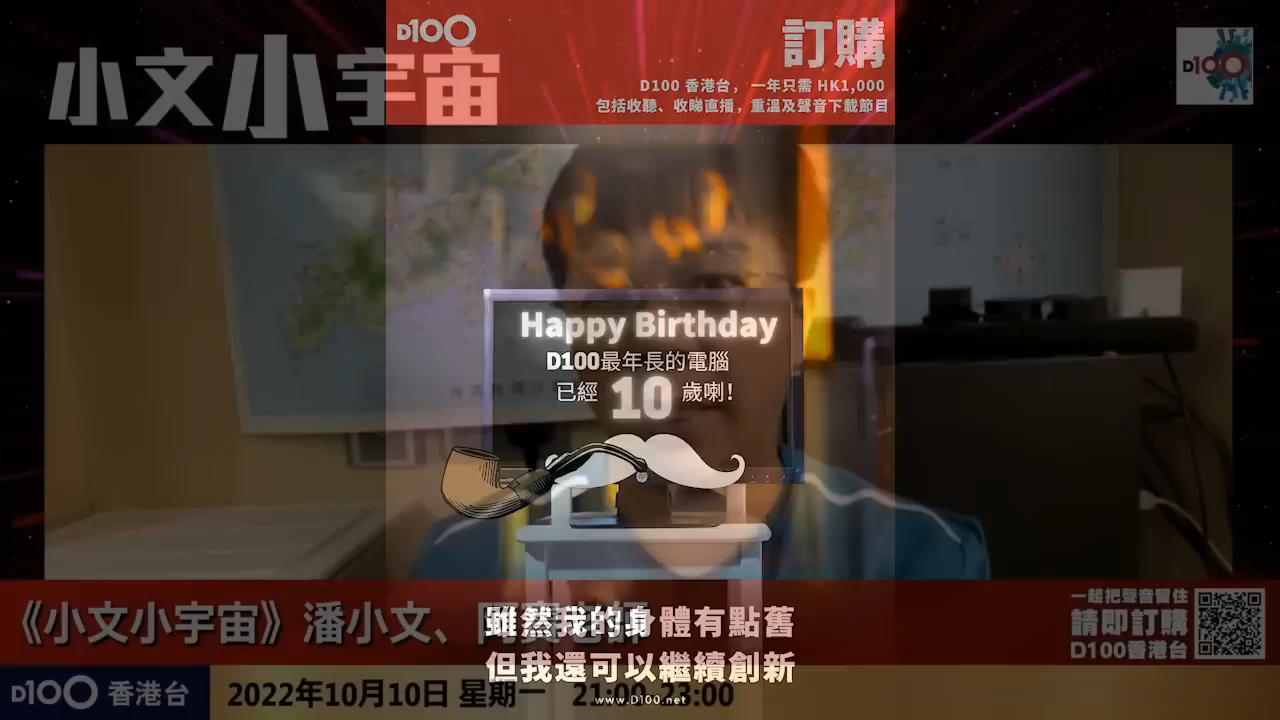 D100
訂購
D100 香港台，一年只需 HK1,000
包括收聽、收睇直播，重溫及聲音下載節目
小文小宇宙
D100
Happy Birthday
D100最年長的電腦
已經 10 歲喇！
《小文小宇宙》潘小文、
雖然我的身體有點舊
但我還可以繼續創新
www.D100.net
一起把聲音留住
請即訂購
D100香港台
D100 香港台
2022年10月10日 星期一 21:00-23:00